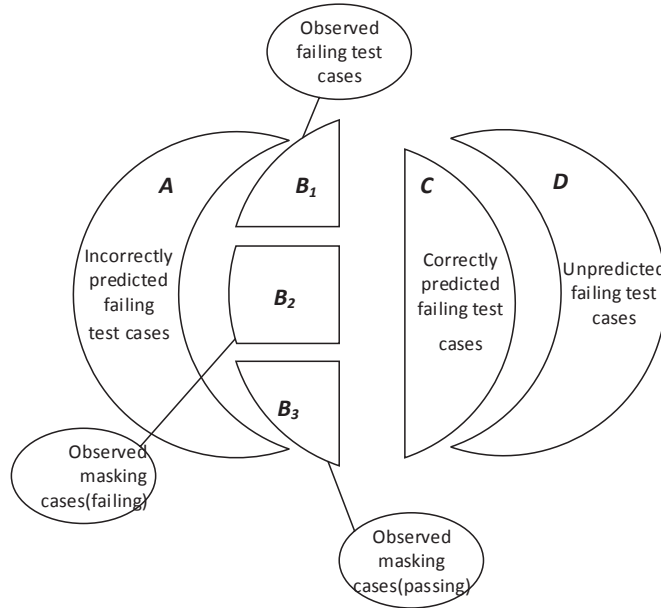 Observed
failing test
cases
A
B1
C
D
Incorrectly
predicted
failing
test cases
B2
Correctly
predicted
failing test
cases
Unpredicted
failing test
cases
B3
Observed
masking
cases(failing)
Observed
masking
cases(passing)